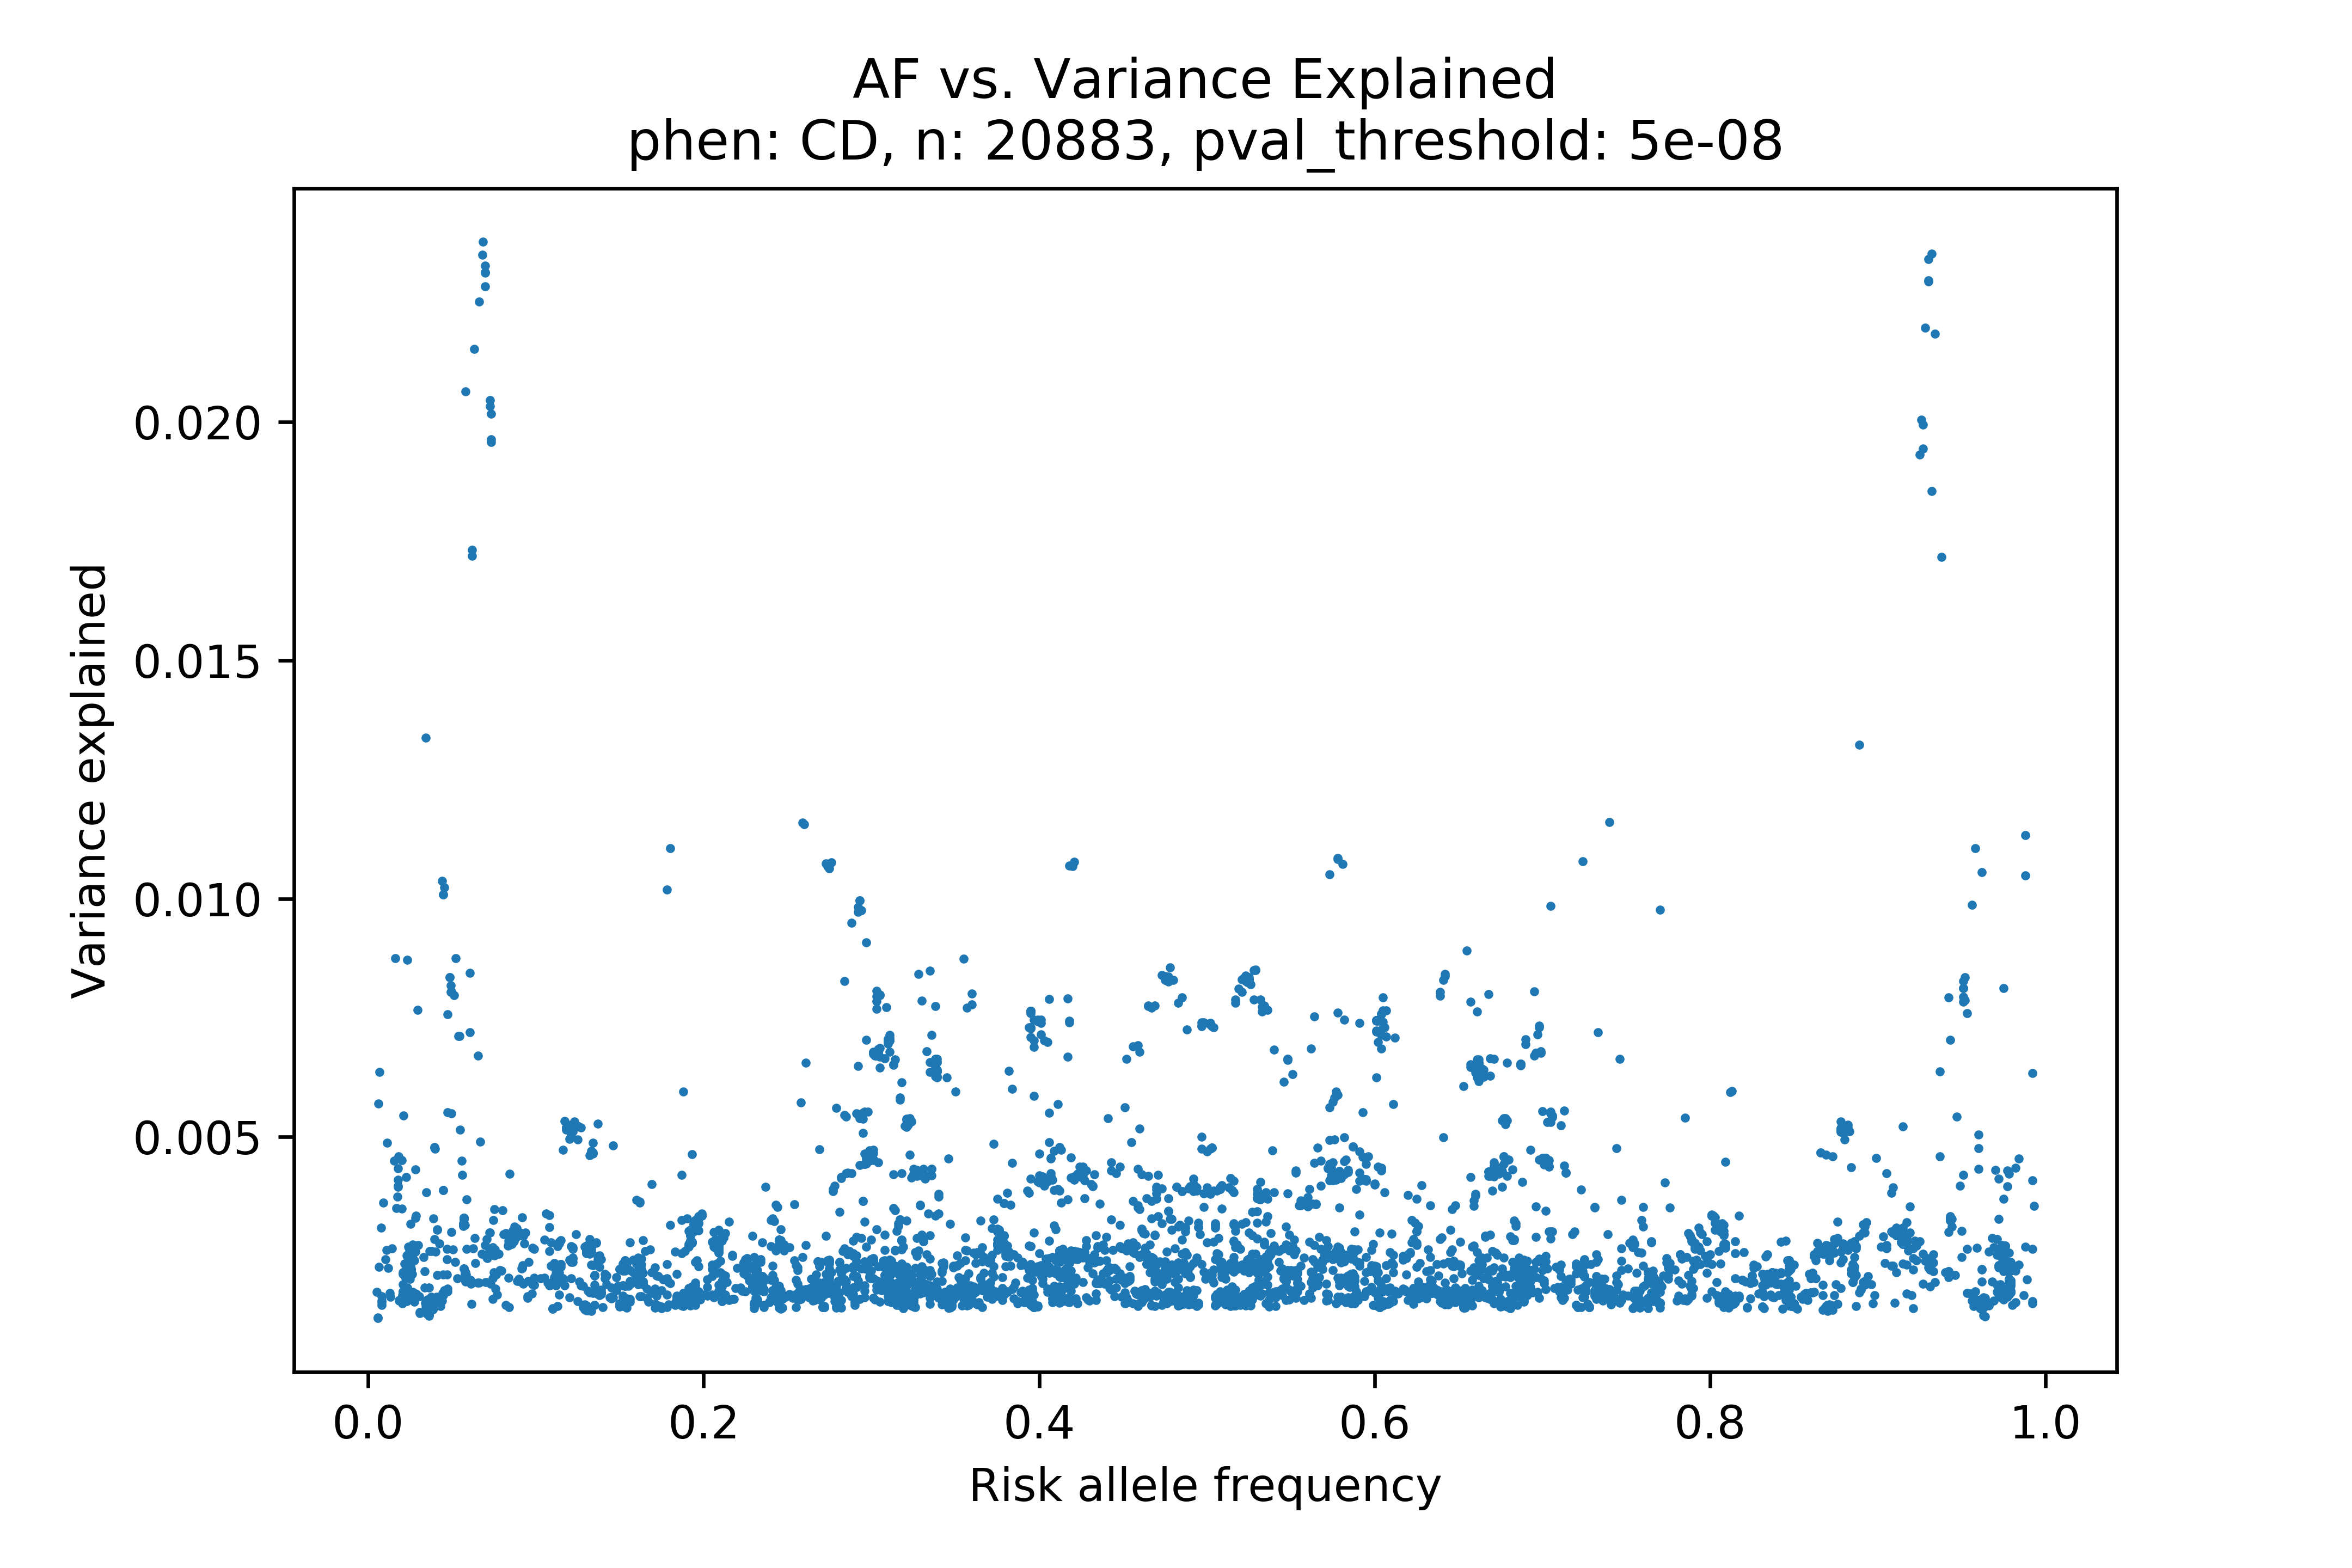 AF vs. Variance Explained
phen: CD, n: 20883, pval_threshold: 5e-08
Variance explained
0.020
0.015
0.010
0.005
0.0 0.2 0.4 0.6 0.8 1.0
Risk allele frequency